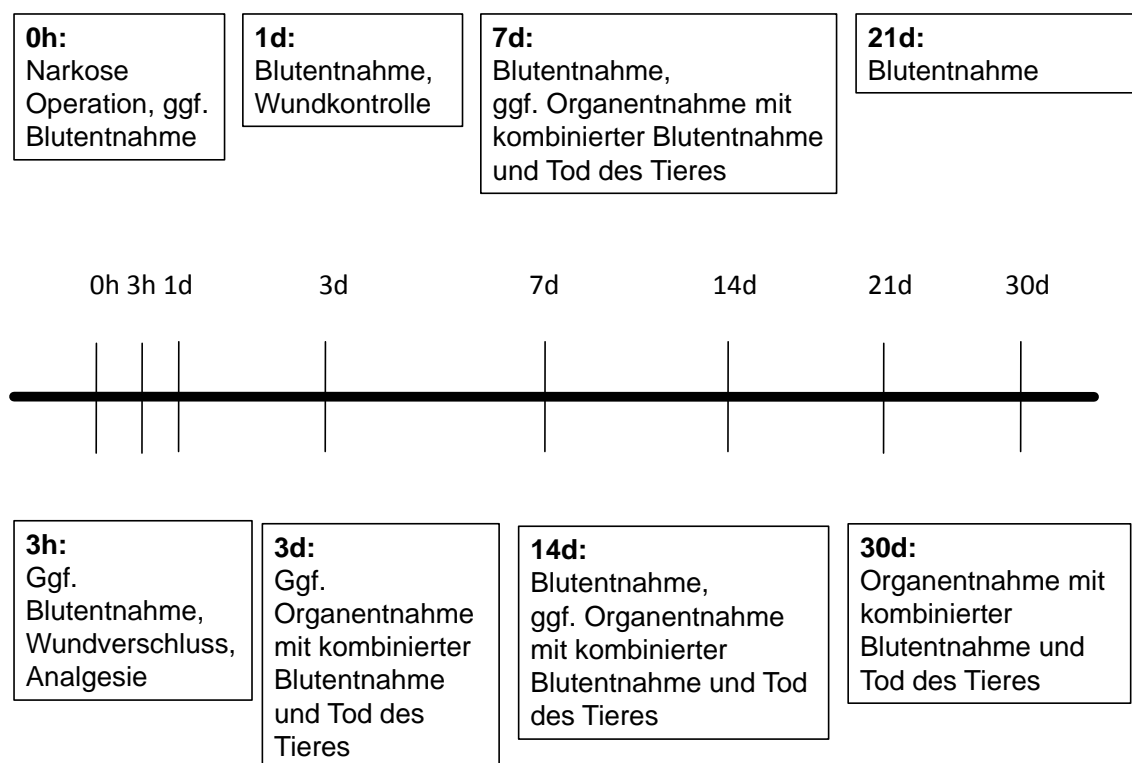 0h:
Narkose
Operation, ggf.
Blutentnahme
1d:
Blutentnahme,
Wundkontrolle
7d:
Blutentnahme,
ggf. Organentnahme mit
kombinierter Blutentnahme
und Tod des Tieres
21d:
Blutentnahme
0h 3h 1d 3d 7d 14d 21d 30d
3h:
Ggf.
Blutentnahme,
Wundverschluss,
Analgesie
3d:
Ggf.
Organentnahme
mit kombinierter
Blutentnahme
und Tod des
Tieres
14d:
Blutentnahme,
ggf. Organentnahme
mit kombinierter
Blutentnahme und Tod
des Tieres
30d:
Organentnahme mit
kombinierter
Blutentnahme und
Tod des Tieres